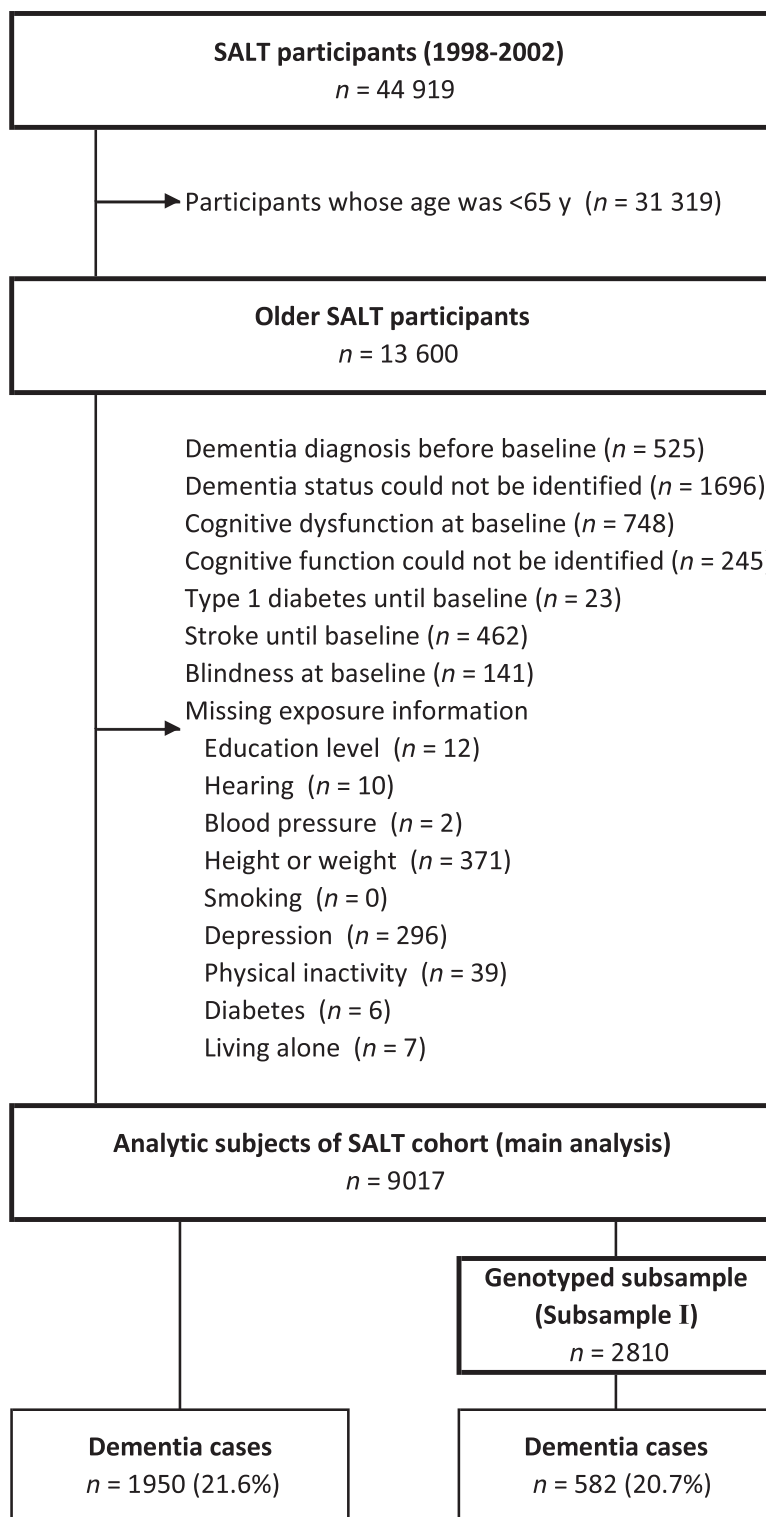 SALT participants (1998-2002)
n = 44 919
Participants whose age was <65 y (n = 31 319)
Older SALT participants
n = 13 600
Dementia diagnosis before baseline (n = 525)
Dementia status could not be identified (n = 1696)
Cognitive dysfunction at baseline (n = 748)
Cognitive function could not be identified (n = 245
Type 1 diabetes until baseline (n = 23)
Stroke until baseline (n = 462)
Blindness at baseline (n = 141)
Missing exposure information
Education level (n = 12)
Hearing (n = 10)
Blood pressure (n = 2)
Height or weight (n = 371)
Smoking (n = 0)
Depression (n = 296)
Physical inactivity (n = 39)
Diabetes (n = 6)
Living alone (n = 7)
Analytic subjects of SALT cohort (main analysis)
n = 9017
Genotyped subsample
(Subsample I)
n = 2810
Dementia cases
n = 1950 (21.6%)
Dementia cases
n = 582 (20.7%)